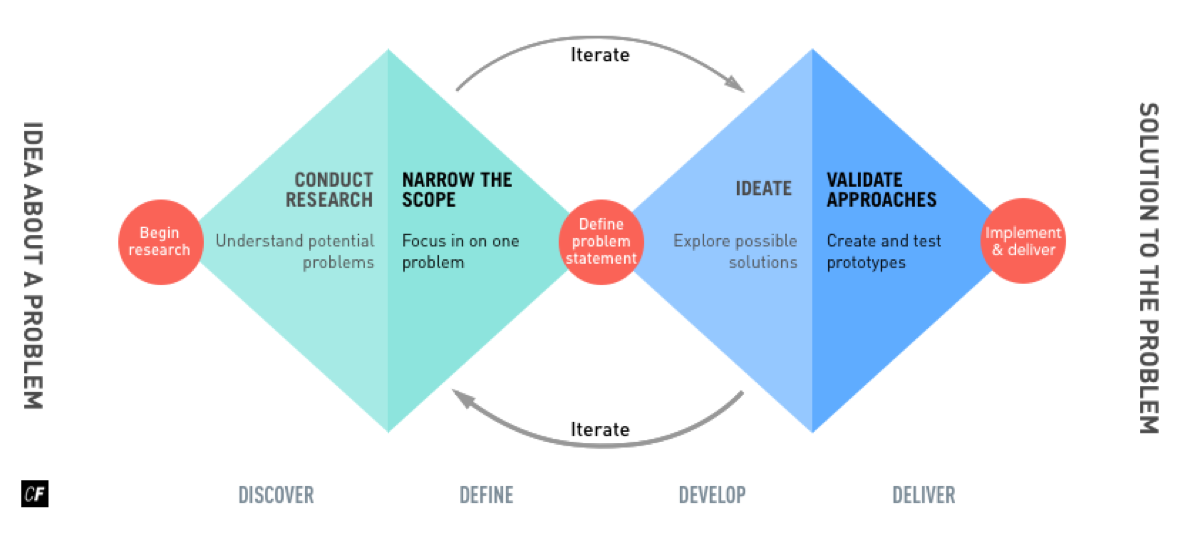 Iterate
IDEA ABOUT A PROBLEM
Begin
research
CONDUCT
RESEARCH
Understand potential
problems
NARROW THE
SCOPE
Focus in on one
problem
Define
problem
statement
IDEATE
Explore possible
solutions
VALIDATE
APPROACHES
Create and test
prototypes
Implement
& deliver
SOLUTION TO THE PROBLEM
Iterate
CF
DISCOVER
DEFINE
DEVELOP
DELIVER